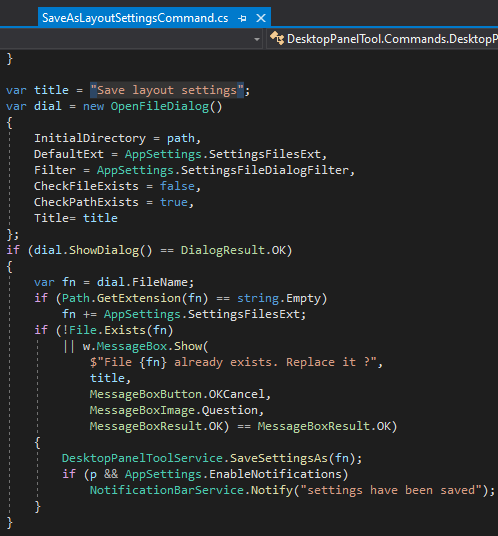 SaveAsLayoutSettingsCommand.cs
DesktopPanelTool.Commands.DesktopP
}
var title = "Save layout settings";
var dial = new OpenFileDialog()
{
    InitialDirectory = path,
    DefaultExt = AppSettings.SettingsFilesExt,
    Filter = AppSettings.SettingsFileDialogFilter,
    CheckFileExists = false,
    CheckPathExists = true,
    Title= title
};
if (dial.ShowDialog() == DialogResult.OK)
{
    var fn = dial.FileName;
    if (Path.GetExtension(fn) == string.Empty)
        fn += AppSettings.SettingsFilesExt;
    if (!File.Exists(fn)
        || w.MessageBox.Show(
            $"File {fn} already exists. Replace it ?",
            title,
            MessageBoxButton.OKCancel,
            MessageBoxImage.Question,
            MessageBoxResult.OK) == MessageBoxResult.OK)
    {
        DesktopPanelToolService.SaveSettingsAs(fn);
        if (p && AppSettings.EnableNotifications)
            NotificationBarService.Notify("settings have been saved");
    }
}